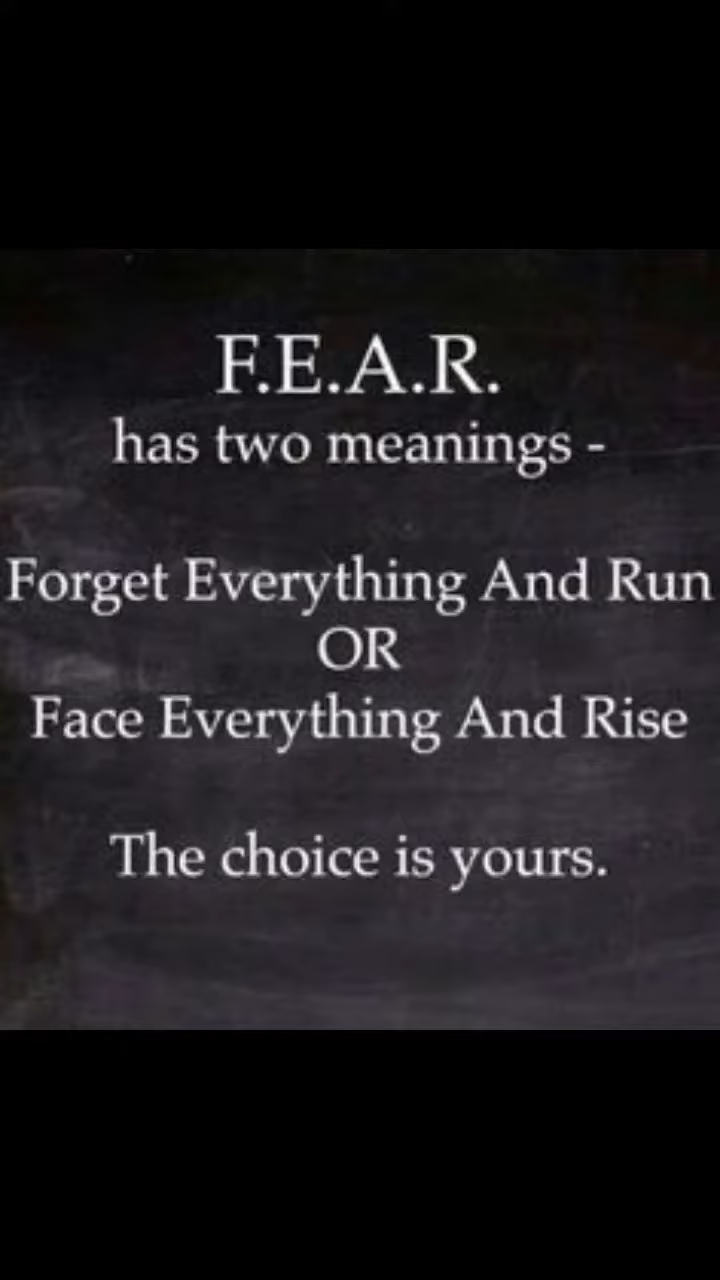 F.E.A.R.
has two meanings -
Forget Everything And Run
OR
Face Everything And Rise
The choice is yours.